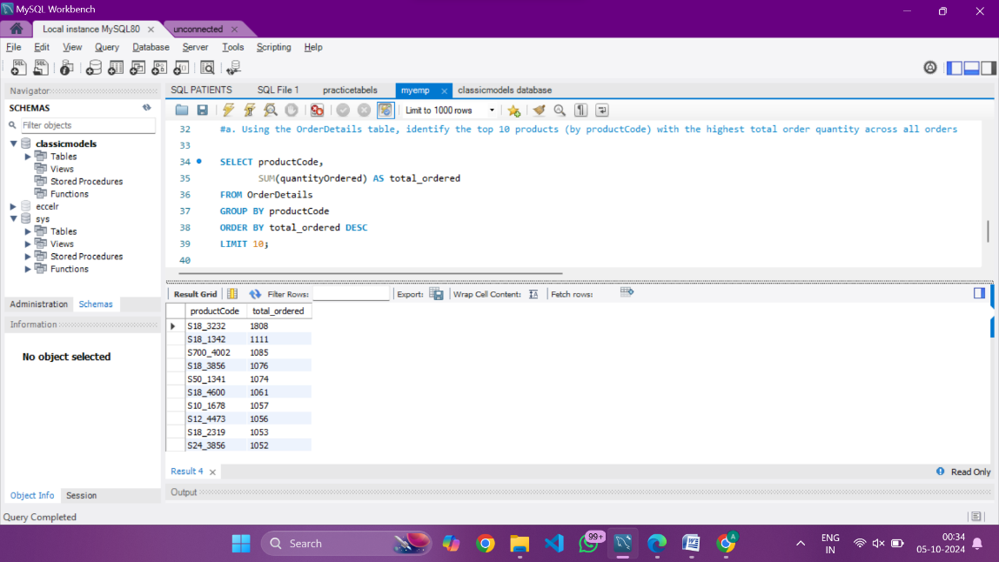 MySQL Workbench
Local instance MySQL80
unconnected
File Edit View Query Database Server Tools Scripting Help
Navigator
SQL PATIENTS SQL File 1 practicetabels myemp classicmodels database
SCHEMAS
Limit to 1000 rows
Filter objects
classicmodels
Tables
Views
Stored Procedures
Functions
eccelr
sys
Tables
Views
Stored Procedures
Functions
Administration Schemas
Information
No object selected
Object Info Session
32 #a. Using the OrderDetails table, identify the top 10 products (by productCode) with the highest total order quantity across all orders
33
34 SELECT productCode,
35 SUM(quantityOrdered) AS total_ordered
36 FROM OrderDetails
37 GROUP BY productCode
38 ORDER BY total_ordered DESC
39 LIMIT 10;
40
Result Grid Filter Rows: Export: Wrap Cell Content: Fetch rows:
productCode total_ordered
S18_3232 1808
S18_1342 1111
S700_4002 1085
S18_3856 1076
S50_1341 1074
S18_4600 1061
S10_1678 1057
S12_4473 1056
S18_2319 1053
S24_3856 1052
Result 4
Read Only
Output
Query Completed
Search
99+
A
ENG
IN
00:34
05-10-2024